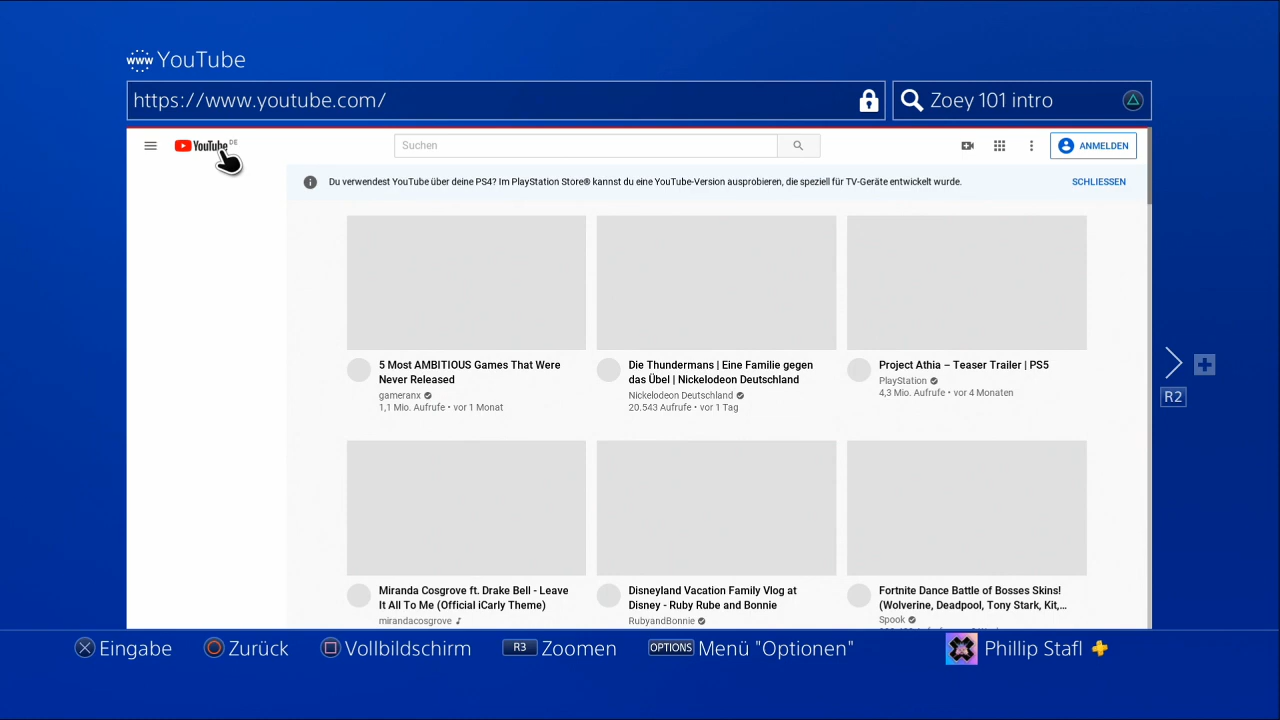 www YouTube
https://www.youtube.com/
Zoey 101 intro
YouTube DE
Suchen
ANMELDEN
Du verwendest YouTube über deine PS4? Im PlayStation Store® kannst du eine YouTube-Version ausprobieren, die speziell für TV-Geräte entwickelt wurde.
SCHLIESSEN
5 Most AMBITIOUS Games That Were
Never Released
gameranx
1,1 Mio. Aufrufe • vor 1 Monat
Die Thundermans | Eine Familie gegen
das Übel | Nickelodeon Deutschland
Nickelodeon Deutschland
20.543 Aufrufe • vor 1 Tag
Project Athia – Teaser Trailer | PS5
PlayStation
4,3 Mio. Aufrufe • vor 4 Monaten
R2
Miranda Cosgrove ft. Drake Bell - Leave
It All To Me (Official iCarly Theme)
mirandacosgrove
Disneyland Vacation Family Vlog at
Disney - Ruby Rube and Bonnie
RubyandBonnie
Fortnite Dance Battle of Bosses Skins!
(Wolverine, Deadpool, Tony Stark, Kit,...
Spook
Eingabe
Zurück
Vollbildschirm
R3 Zoomen
OPTIONS Menü "Optionen"
Phillip Stafl